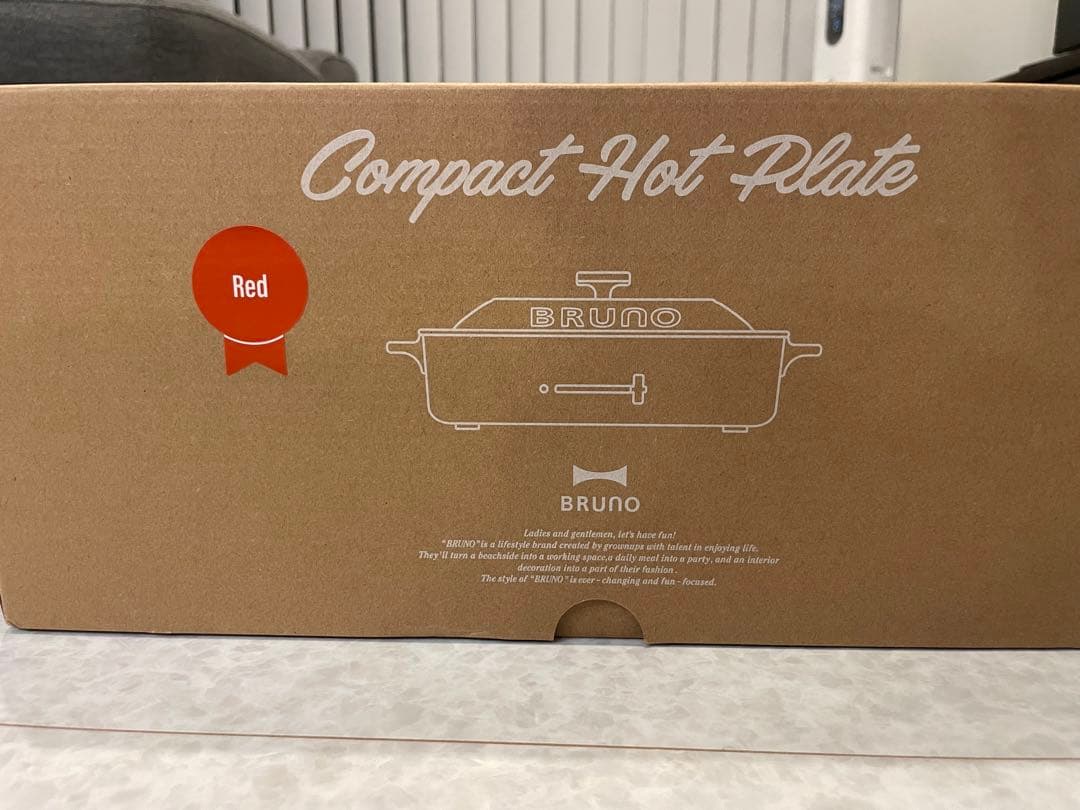 Compact Hot Plate
Red
BRUNO
BRUNO
Ladies and gentlemen, let's have fun!
"BRUNO" is a lifestyle brand created by grownups with talent in enjoying life.
They'll turn a beachside into a working space,a daily meal into a party, and an interior
decoration into a part of their fashion.
The style of "BRUNO" is ever-changing and fun-focused.